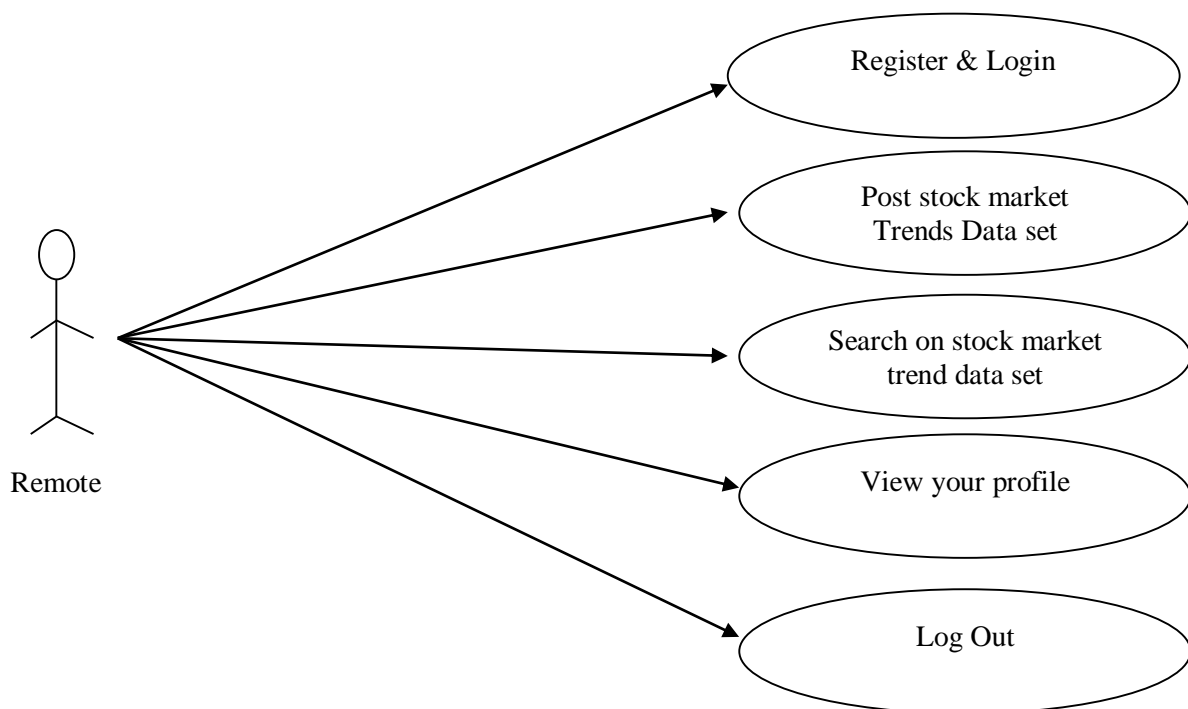 Register & Login
Post stock market
Trends Data set
Search on stock market
trend data set
Remote
View your profile
Log Out